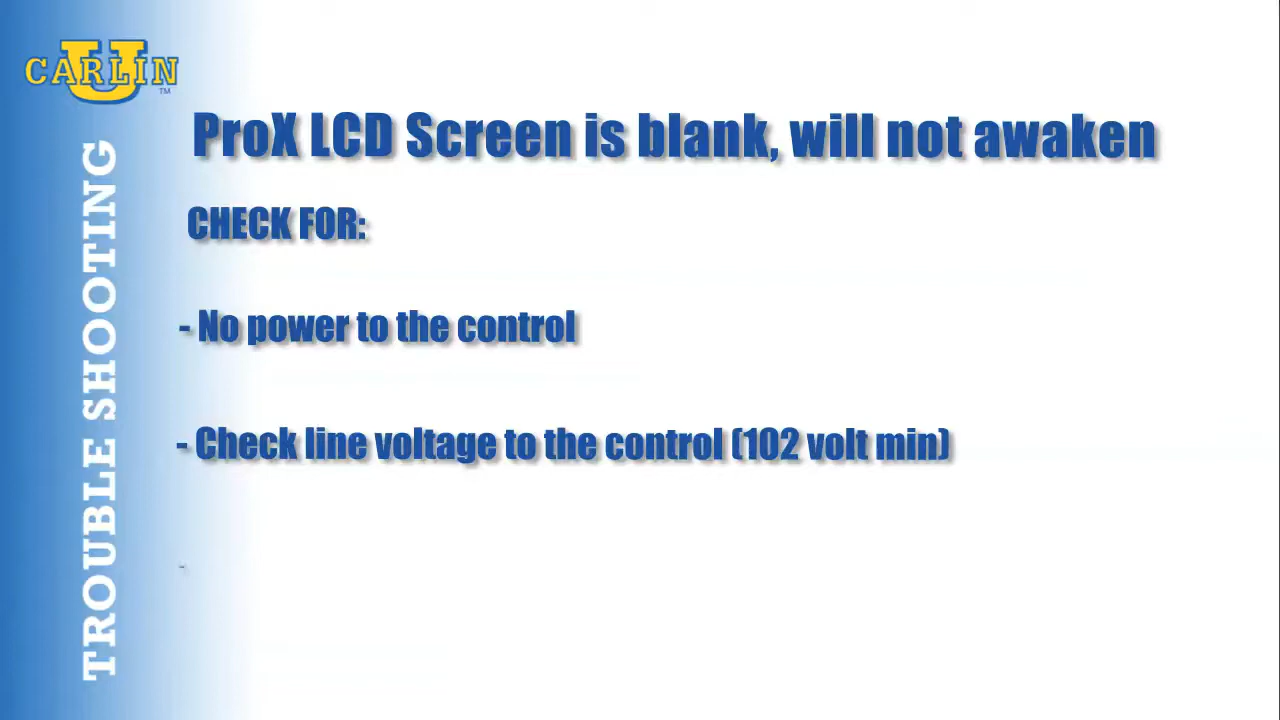 U
CARLIN
TM
TROUBLE SHOOTING
ProX LCD Screen is blank, will not awaken
CHECK FOR:
- No power to the control
- Check line voltage to the control (102 volt min)
-